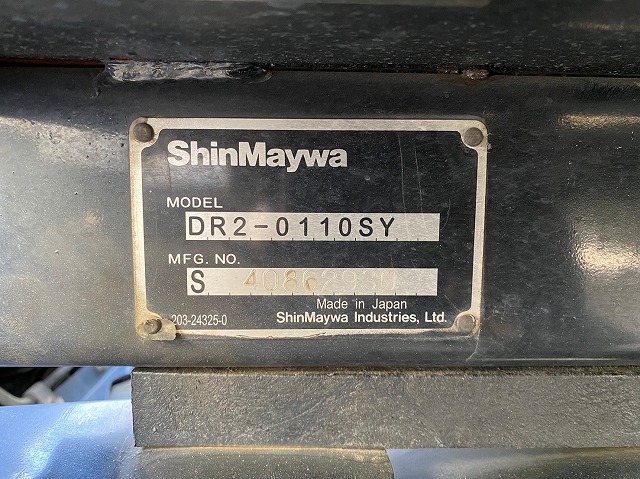 ShinMaywa
MODEL
DR2-0110SY
MFG. NO.
S
Made in Japan
203-24325-0
ShinMaywa Industries, Ltd.